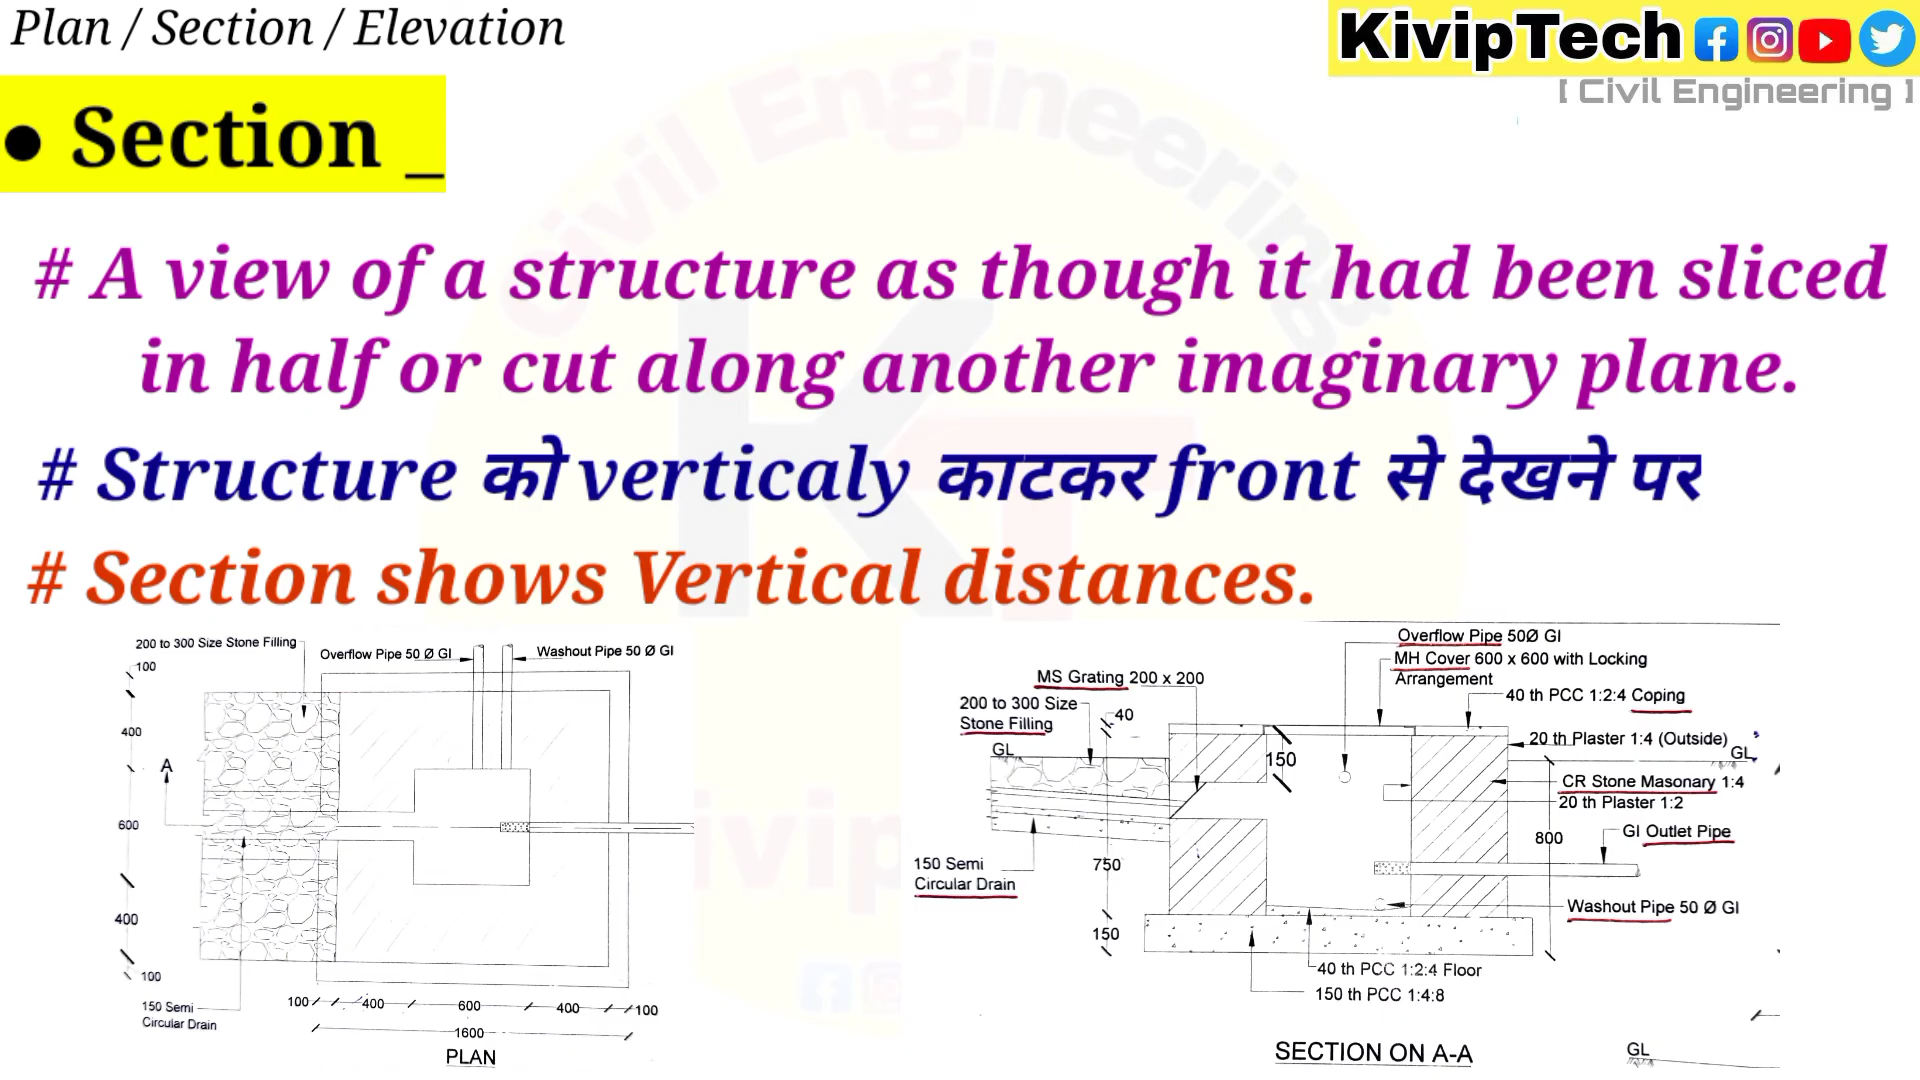 Plan / Section / Elevation
KivipTech
[ Civil Engineering ]
• Section _
# A view of a structure as though it had been sliced
in half or cut along another imaginary plane.
# Structure को verticaly काटकर front से देखने पर
# Section shows Vertical distances.
200 to 300 Size Stone Filling
Overflow Pipe 50 Ø GI
Washout Pipe 50 Ø GI
100
400
A
600
400
100
150 Semi
Circular Drain
100
400
600
400
100
1600
PLAN
Overflow Pipe 50Ø GI
MH Cover 600 x 600 with Locking
Arrangement
MS Grating 200 x 200
40 th PCC 1:2:4 Coping
200 to 300 Size
Stone Filling
40
20 th Plaster 1:4 (Outside)
GL
GL
150
CR Stone Masonary 1:4
20 th Plaster 1:2
GI Outlet Pipe
800
150 Semi
Circular Drain
750
Washout Pipe 50 Ø GI
150
40 th PCC 1:2:4 Floor
150 th PCC 1:4:8
SECTION ON A-A
GL
Civil Engineering
KT